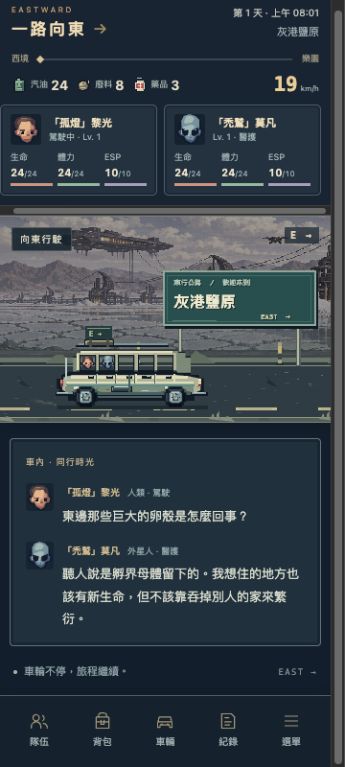 EASTWARD
一路向東 →
第 1 天 · 上午 08:01
灰港鹽原
西境
樂園
汽油 24 廢料 8 藥品 3
19 km/h
「孤燈」黎光
駕駛中 · Lv. 1
生命 體力 ESP
24/24 24/24 10/10
「禿鷲」莫凡
Lv. 1 · 醫護
生命 體力 ESP
24/24 24/24 10/10
向東行駛
E →
東行公路 / 歡迎來到
灰港鹽原
EAST →
E →
車內 · 同行時光
「孤燈」黎光 人類 · 駕駛
東邊那些巨大的卵殼是怎麼回事？
「禿鷲」莫凡 外星人 · 醫護
聽人說是孵界母體留下的。我想住的地方也
該有新生命，但不該靠吞掉別人的家來繁
衍。
車輪不停，旅程繼續。
EAST →
隊伍
背包
車輛
紀錄
選單